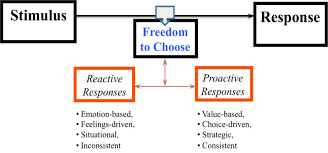 Stimulus
Response
Freedom
to Choose
Reactive
Responses
Proactive
Responses
• Emotion-based,
• Feelings-driven,
• Situational,
• Inconsistent
• Value-based,
• Choice-driven,
• Strategic,
• Consistent